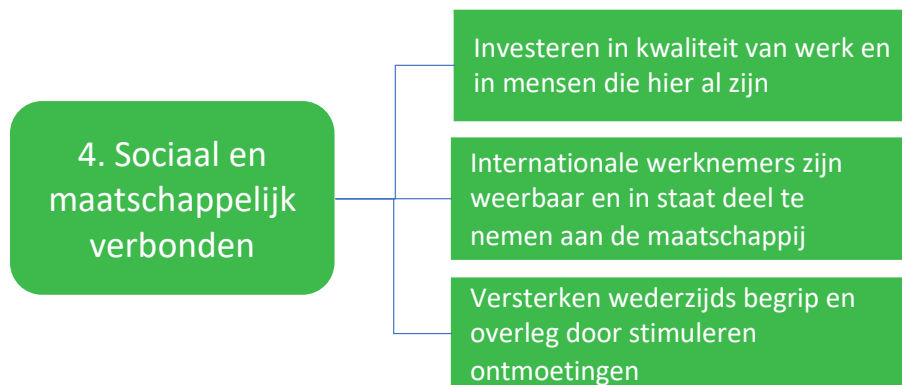 4. Sociaal en
maatschappelijk
verbonden
Investeren in kwaliteit van werk en
in mensen die hier al zijn
Internationale werknemers zijn
weerbaar en in staat deel te
nemen aan de maatschappij
Versterken wederzijds begrip en
overleg door stimuleren
ontmoetingen